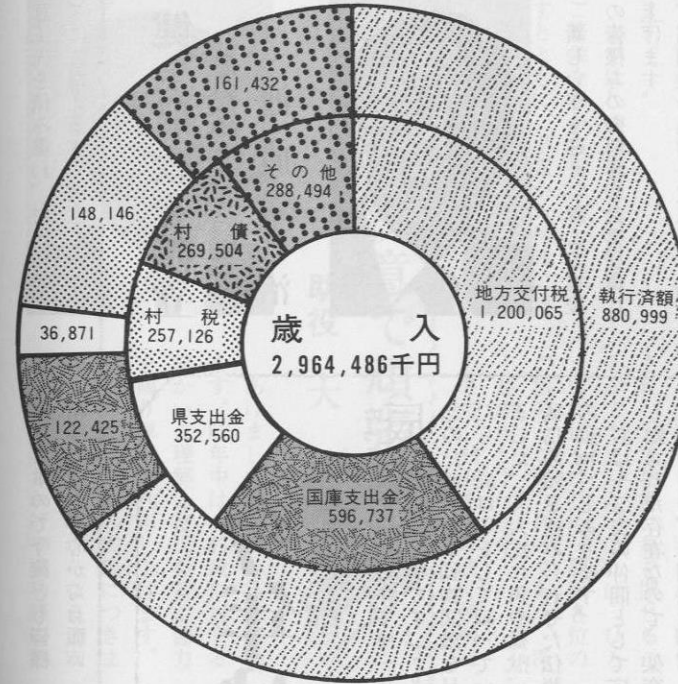 歳入
2,964,486千円
地方交付税
1,200,065
執行済額
880,999
国庫支出金
596,737
県支出金
352,560
村税
257,126
村債
269,504
その他
288,494
122,425
36,871
148,146
161,432